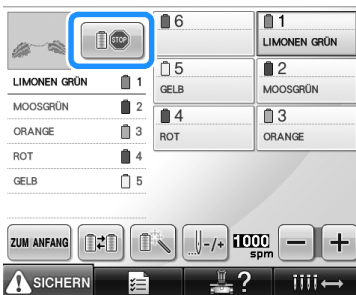 STOP
LIMONEN GRÜN 1
MOOSGRÜN 2
ORANGE 3
ROT 4
GELB 5
6
1
LIMONEN GRÜN
5
GELB
2
MOOSGRÜN
4
ROT
3
ORANGE
ZUM ANFANG
-/+
1000
spm
− +
SICHERN
?